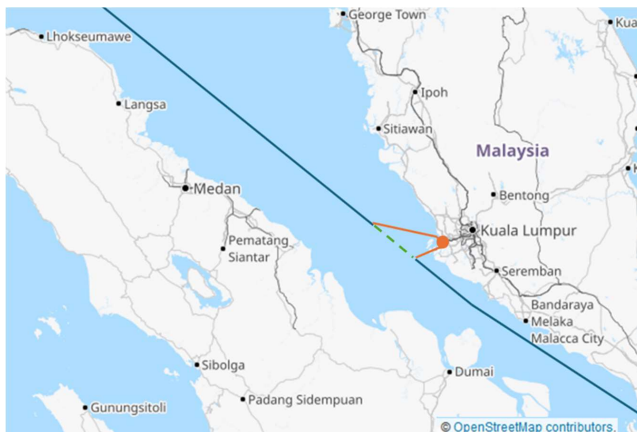 George Town
Kua
Lhokseumawe
Ipoh
Langsa
Sitiawan
Malaysia
Medan
Bentong
K
Kuala Lumpur
Pematang
Siantar
Seremban
Bandaraya
Melaka
Malacca City
Sibolga
Dumai
Padang Sidempuan
Gunungsitoli
© OpenStreetMap contributors.